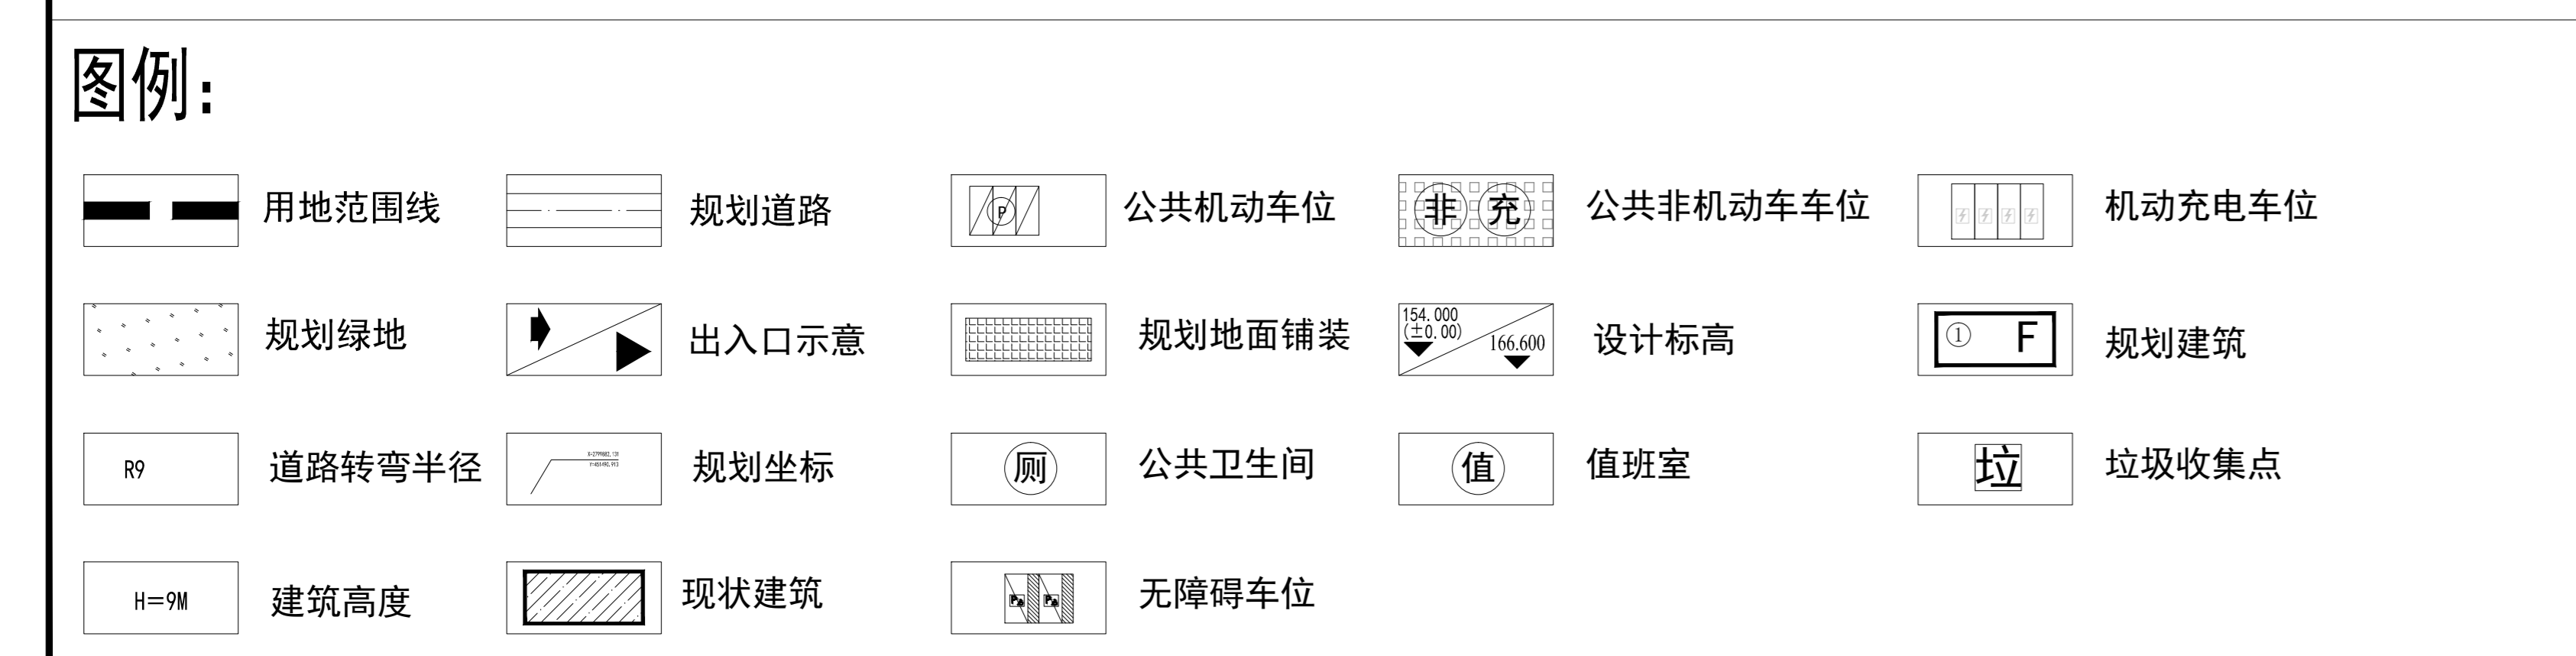 图例：
用地范围线 规划道路 P 公共机动车位 非 充 公共非机动车车位 机动充电车位
规划绿地 出入口示意 规划地面铺装 154.000 (±0.00) 166.600 设计标高 ① F 规划建筑
R9 道路转弯半径 规划坐标 厕 公共卫生间 值 值班室 垃 垃圾收集点
H=9M 建筑高度 现状建筑 无障碍车位